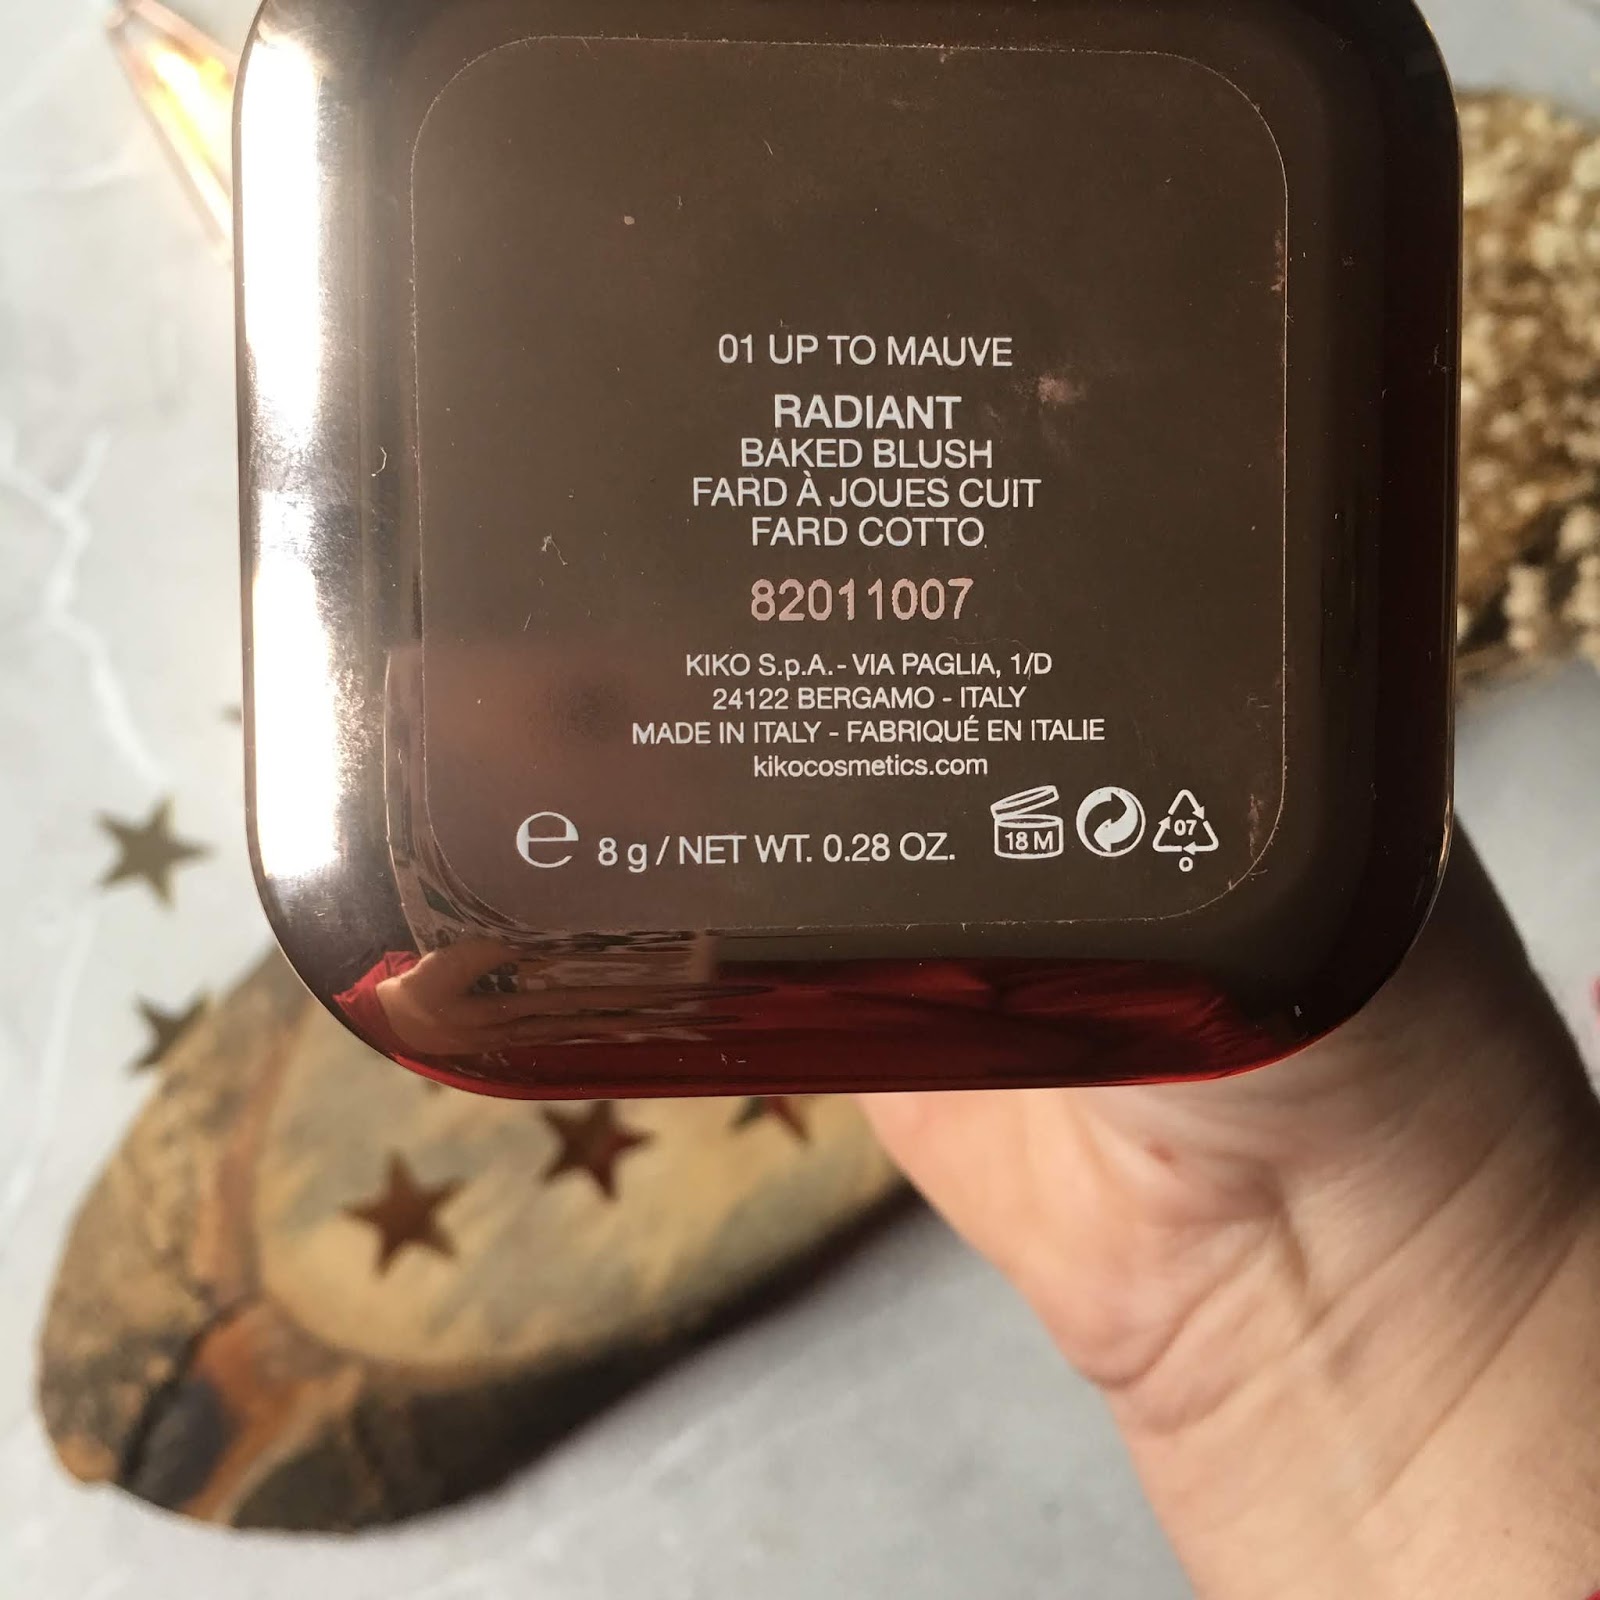 01 UP TO MAUVE
RADIANT
BAKED BLUSH
FARD À JOUES CUIT
FARD COTTO
82011007
KIKO S.p.A.- VIA PAGLIA, 1/D
24122 BERGAMO - ITALY
MADE IN ITALY - FABRIQUÉ EN ITALIE
kikocosmetics.com
e 8 g / NET WT. 0.28 OZ. 18 M 07
O